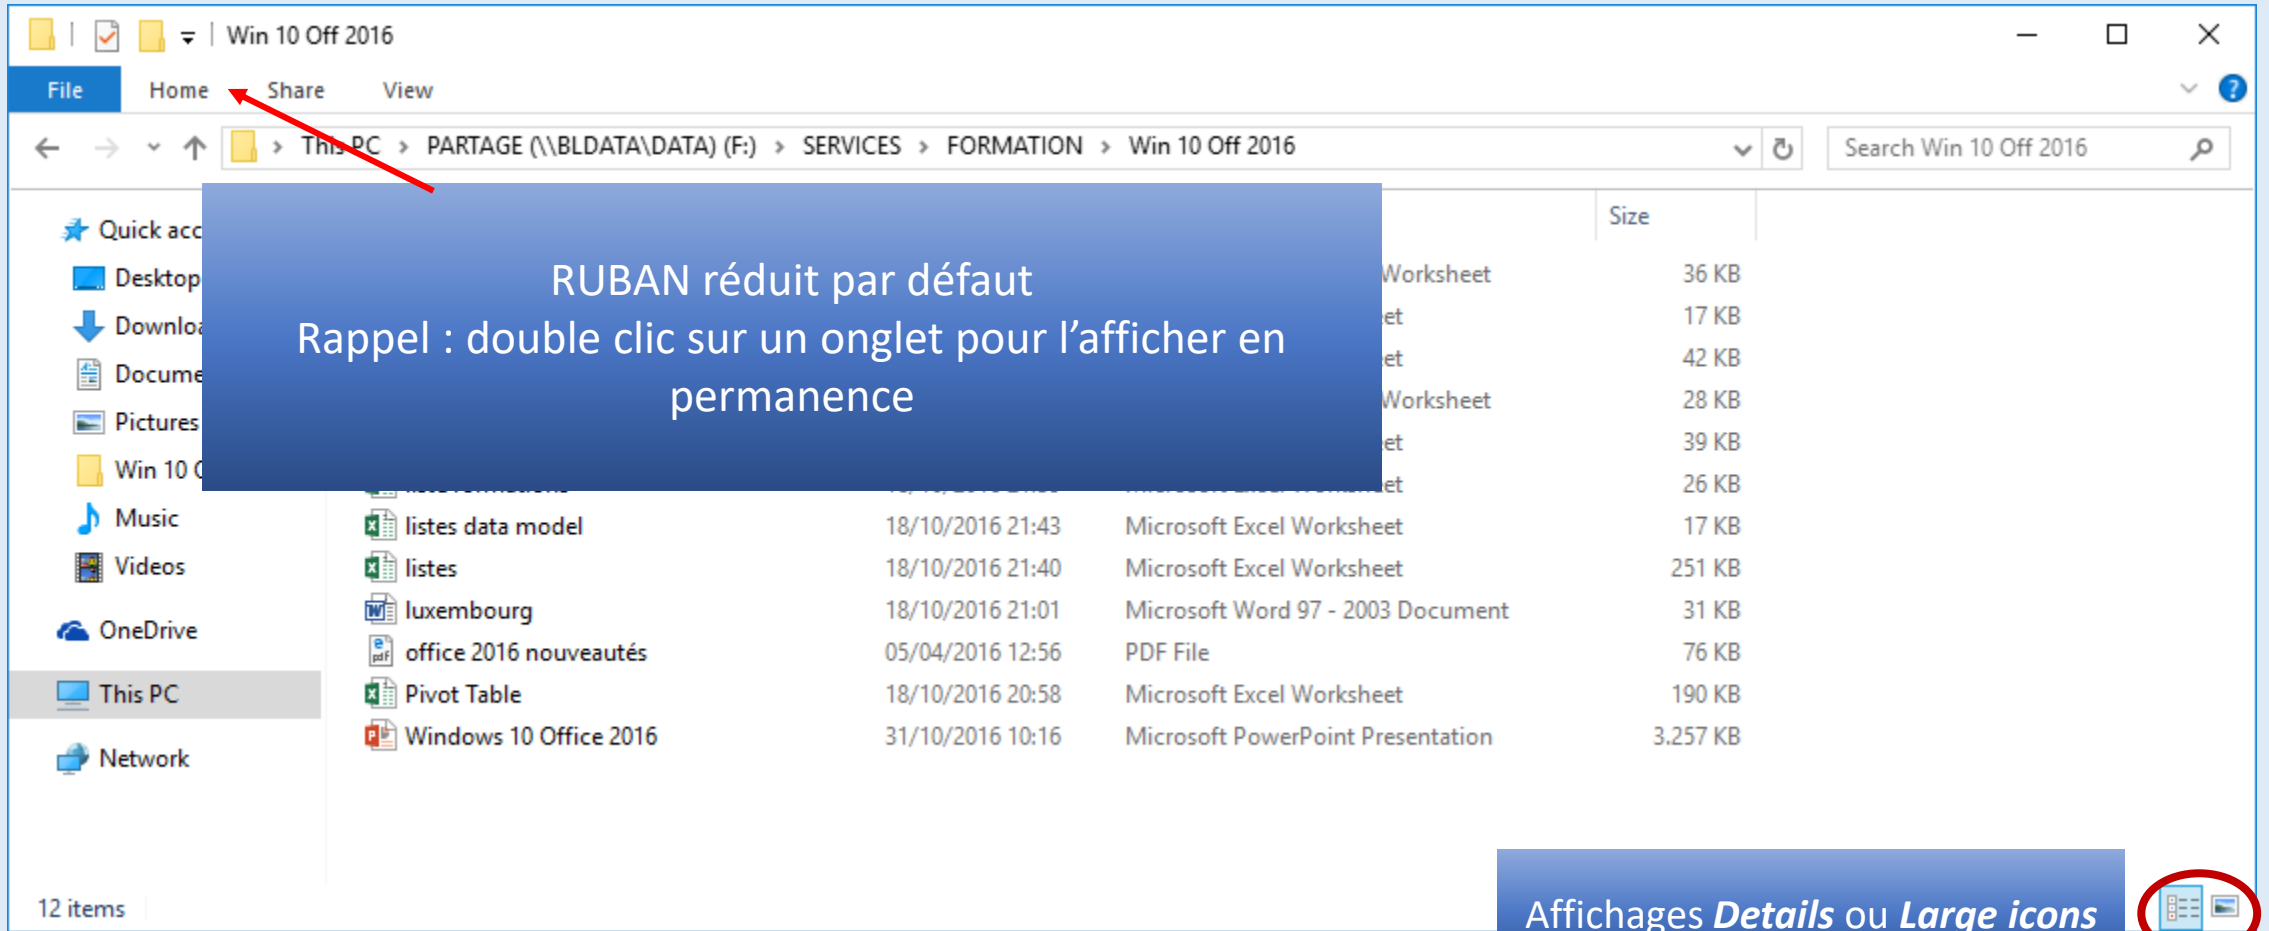 Win 10 Off 2016
File Home Share View
This PC > PARTAGE (\\BLDATA\DATA) (F:) > SERVICES > FORMATION > Win 10 Off 2016
Search Win 10 Off 2016
Size
Quick acc
Desktop
Downloa
Docume
Pictures
Win 10 O
Music
Videos
OneDrive
This PC
Network
RUBAN réduit par défaut
Rappel : double clic sur un onglet pour l’afficher en
permanence
Worksheet 36 KB
et 17 KB
et 42 KB
Worksheet 28 KB
et 39 KB
et 26 KB
listes data model 18/10/2016 21:43 Microsoft Excel Worksheet 17 KB
listes 18/10/2016 21:40 Microsoft Excel Worksheet 251 KB
luxembourg 18/10/2016 21:01 Microsoft Word 97 - 2003 Document 31 KB
office 2016 nouveautés 05/04/2016 12:56 PDF File 76 KB
Pivot Table 18/10/2016 20:58 Microsoft Excel Worksheet 190 KB
Windows 10 Office 2016 31/10/2016 10:16 Microsoft PowerPoint Presentation 3.257 KB
12 items
Affichages Details ou Large icons